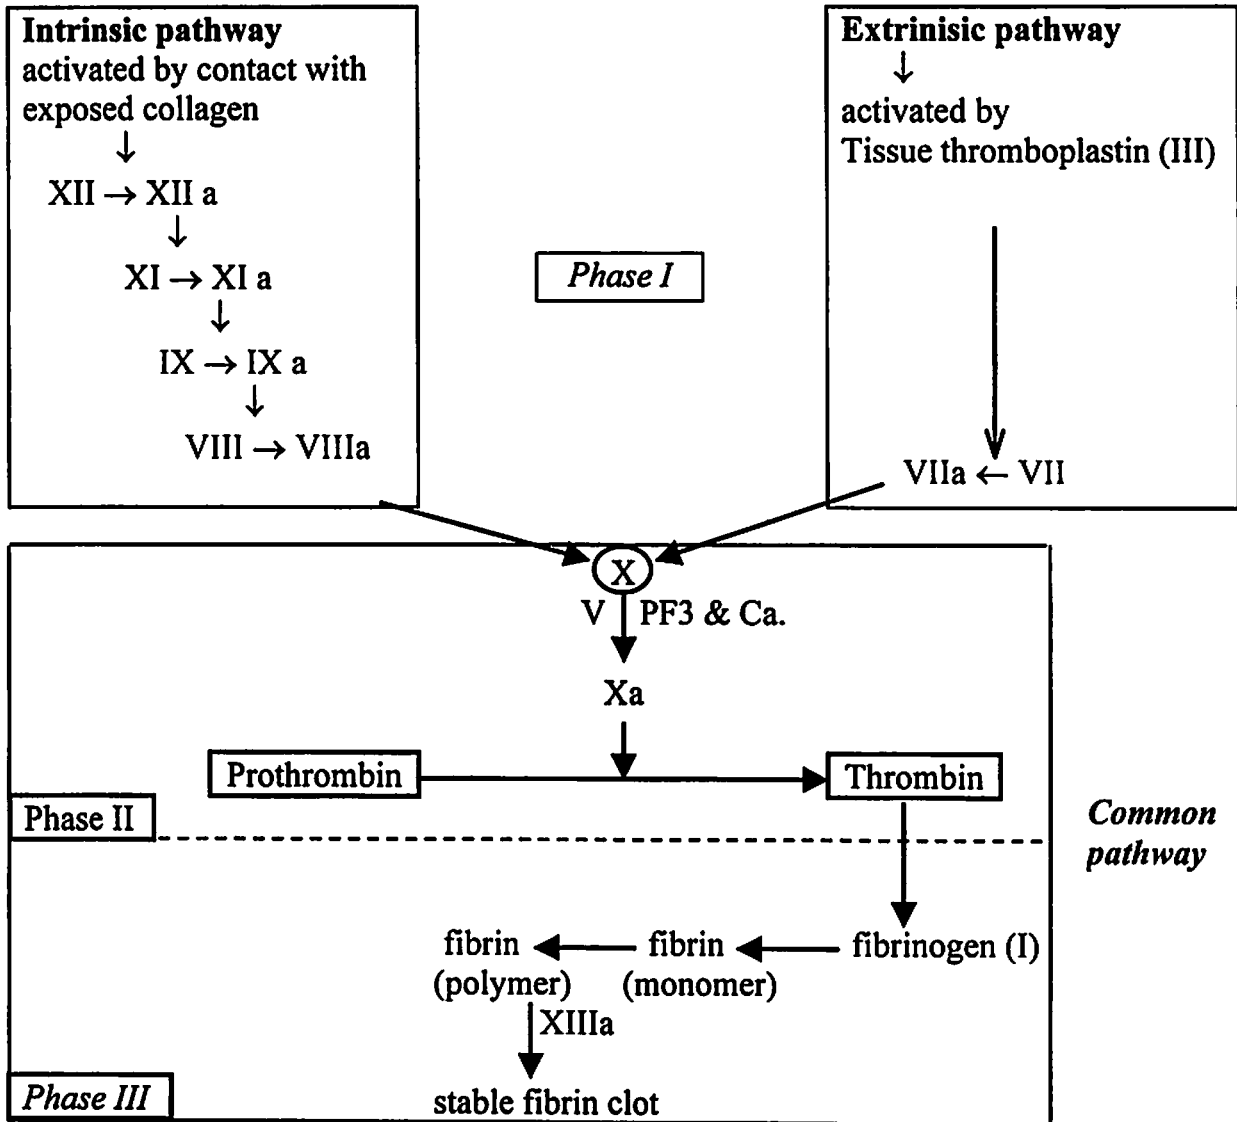 Intrinsic pathway
activated by contact with
exposed collagen
↓
XII → XII a
↓
XI → XI a
↓
IX → IX a
↓
VIII → VIIIa
Extrinisic pathway
↓
activated by
Tissue thromboplastin (III)
VIIa ← VII
Phase I
X
V PF3 & Ca.
Xa
Prothrombin
Thrombin
Phase II
Common
pathway
fibrin fibrin fibrinogen (I)
(polymer) (monomer)
XIIIa
Phase III
stable fibrin clot